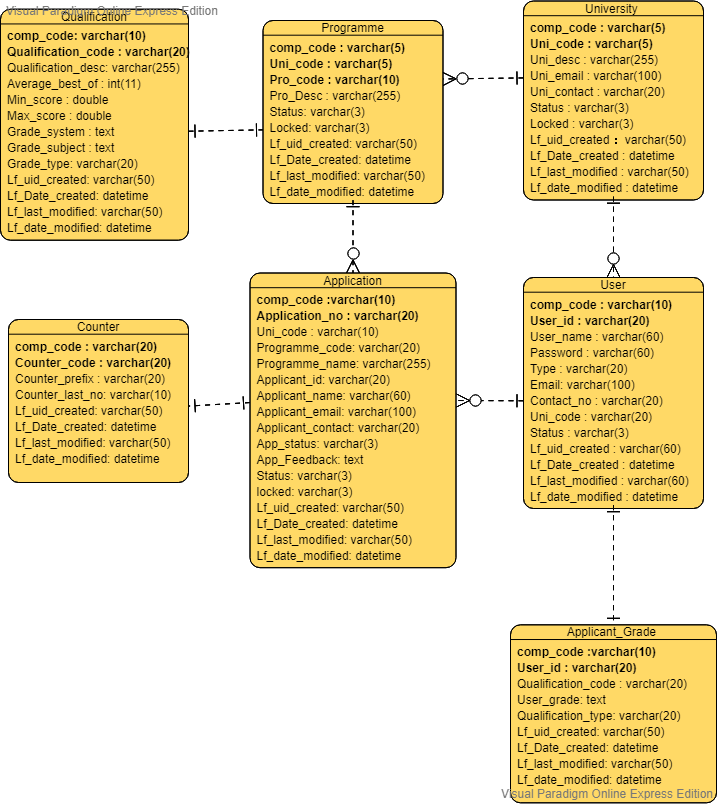 Visual Paradigm Online Express Edition
Qualification
comp_code: varchar(10)
Qualification_code : varchar(20)
Qualification_desc: varchar(255)
Average_best_of : int(11)
Min_score : double
Max_score : double
Grade_system : text
Grade_subject : text
Grade_type: varchar(20)
Lf_uid_created: varchar(50)
Lf_Date_created : datetime
Lf_last_modified: varchar(50)
Lf_date_modified: datetime
Programme
comp_code : varchar(5)
Uni_code : varchar(5)
Pro_code : varchar(10)
Pro_Desc : varchar(255)
Status: varchar(3)
Locked: varchar(3)
Lf_uid_created: varchar(50)
Lf_Date_created: datetime
Lf_last_modified: varchar(50)
Lf_date_modified: datetime
University
comp_code : varchar(5)
Uni_code : varchar(5)
Uni_desc : varchar(255)
Uni_email : varchar(100)
Uni_contact : varchar(20)
Status : varchar(3)
Locked : varchar(3)
Lf_uid_created : varchar(50)
Lf_Date_created : datetime
Lf_last_modified : varchar(50)
Lf_date_modified : datetime
Counter
comp_code : varchar(20)
Counter_code : varchar(20)
Counter_prefix : varchar(20)
Counter_last_no: varchar(10)
Lf_uid_created: varchar(50)
Lf_Date_created: datetime
Lf_last_modified: varchar(50)
Lf_date_modified: datetime
Application
comp_code :varchar(10)
Application_no : varchar(20)
Uni_code : varchar(10)
Programme_code: varchar(20)
Programme_name: varchar(255)
Applicant_id: varchar(20)
Applicant_name: varchar(60)
Applicant_email: varchar(100)
Applicant_contact: varchar(20)
App_status: varchar(3)
App_Feedback: text
Status: varchar(3)
locked: varchar(3)
Lf_uid_created: varchar(50)
Lf_Date_created: datetime
Lf_last_modified: varchar(50)
Lf_date_modified: datetime
User
comp_code : varchar(10)
User_id : varchar(20)
User_name : varchar(60)
Password : varchar(60)
Type : varchar(20)
Email: varchar(100)
Contact_no : varchar(20)
Uni_code : varchar(20)
Status : varchar(3)
Lf_uid_created : varchar(60)
Lf_Date_created : datetime
Lf_last_modified : varchar(60)
Lf_date_modified : datetime
Applicant_Grade
comp_code :varchar(10)
User_id : varchar(20)
Qualification_code : varchar(20)
User_grade: text
Qualification_type: varchar(20)
Lf_uid_created: varchar(50)
Lf_Date_created: datetime
Lf_last_modified: varchar(50)
Lf_date_modified: datetime
Visual Paradigm Online Express Edition